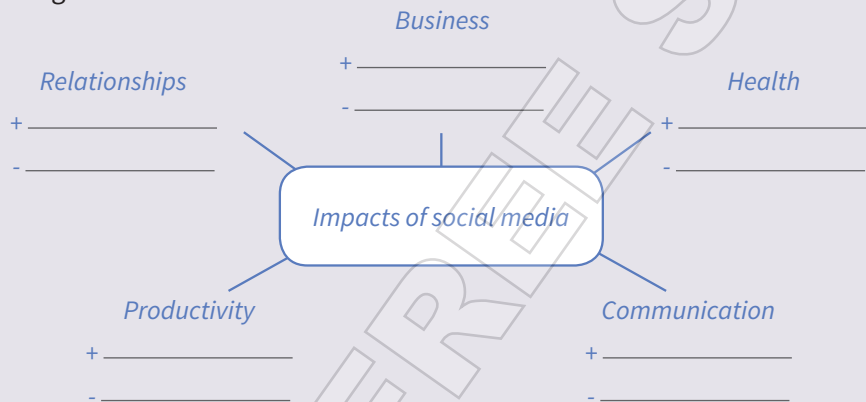 Business
+
-
Relationships
+
-
Health
+
-
Impacts of social media
Productivity
+
-
Communication
+
-